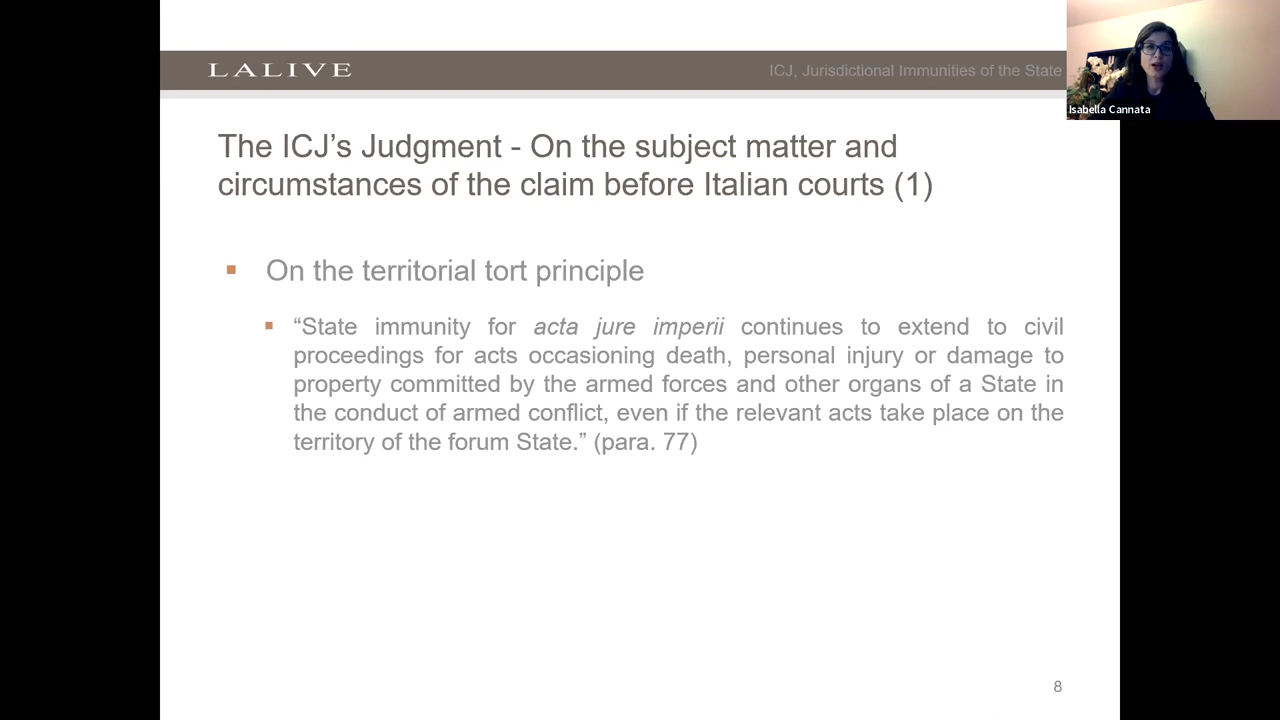 LALIVE
ICJ, Jurisdictional Immunities of the State
Isabella Cannata
The ICJ’s Judgment - On the subject matter and
circumstances of the claim before Italian courts (1)
On the territorial tort principle
“State immunity for acta jure imperii continues to extend to civil
proceedings for acts occasioning death, personal injury or damage to
property committed by the armed forces and other organs of a State in
the conduct of armed conflict, even if the relevant acts take place on the
territory of the forum State.” (para. 77)
8